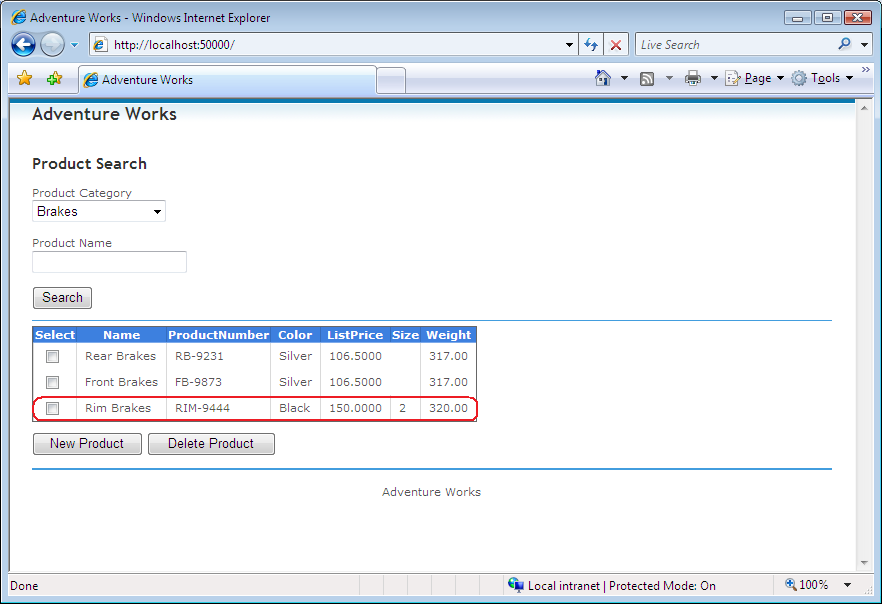 Adventure Works - Windows Internet Explorer
http://localhost:50000/ Live Search
Adventure Works Page Tools »
Adventure Works
Product Search
Product Category
Brakes
Product Name
Search
Select Name ProductNumber Color ListPrice Size Weight
Rear Brakes RB-9231 Silver 106.5000 317.00
Front Brakes FB-9873 Silver 106.5000 317.00
Rim Brakes RIM-9444 Black 150.0000 2 320.00
New Product Delete Product
Adventure Works
Done Local intranet | Protected Mode: On 100%